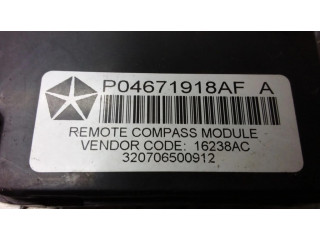 P04671918AF A
REMOTE COMPASS MODULE
VENDOR CODE: 16238AC
320706500912